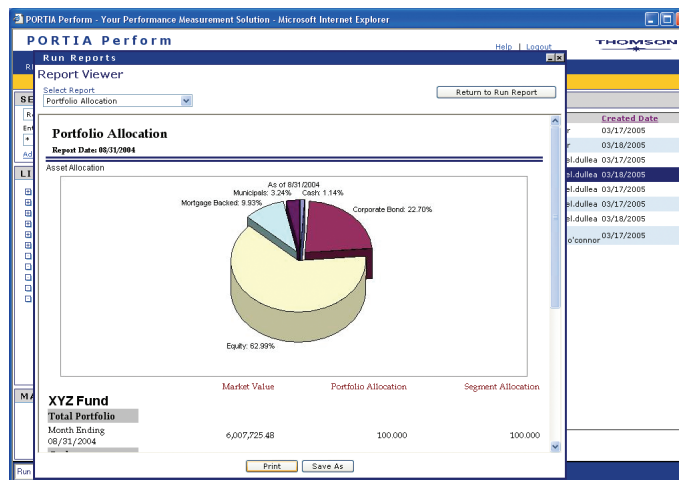 PORTIA Perform - Your Performance Measurement Solution - Microsoft Internet Explorer
PORTIA Perform
Help | Logout
THOMSON
Run Reports
Report Viewer
Select Report
Portfolio Allocation
Return to Run Report
Portfolio Allocation
Report Date: 08/31/2004
Asset Allocation
As of 8/31/2004
Municipals: 3.24%
Cash: 1.14%
Mortgage Backed: 9.93%
Corporate Bond: 22.70%
Equity: 62.99%
Market Value Portfolio Allocation Segment Allocation
XYZ Fund
Total Portfolio
Month Ending
08/31/2004 6,007,725.48 100.000 100.000
Print Save As
Created Date
03/17/2005
03/18/2005
el.dullea 03/17/2005
el.dullea 03/18/2005
el.dullea 03/17/2005
el.dullea 03/18/2005
o'connor 03/17/2005
Run